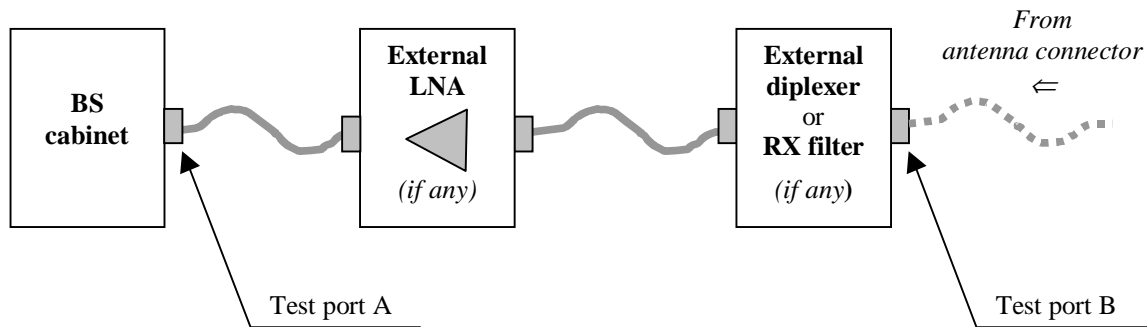 BS
cabinet
External
LNA
(if any)
External
diplexer
or
RX filter
(if any)
From
antenna connector
⇐
Test port A
Test port B